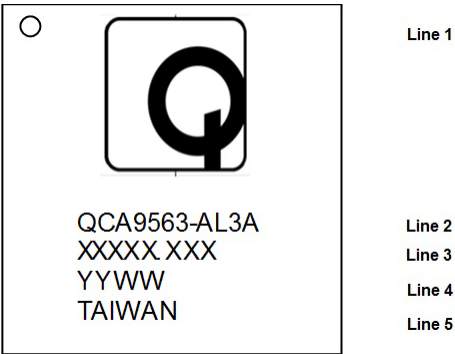 Line 1
QCA9563-AL3A Line 2
XXXXX.XXX Line 3
YYWW Line 4
TAIWAN Line 5